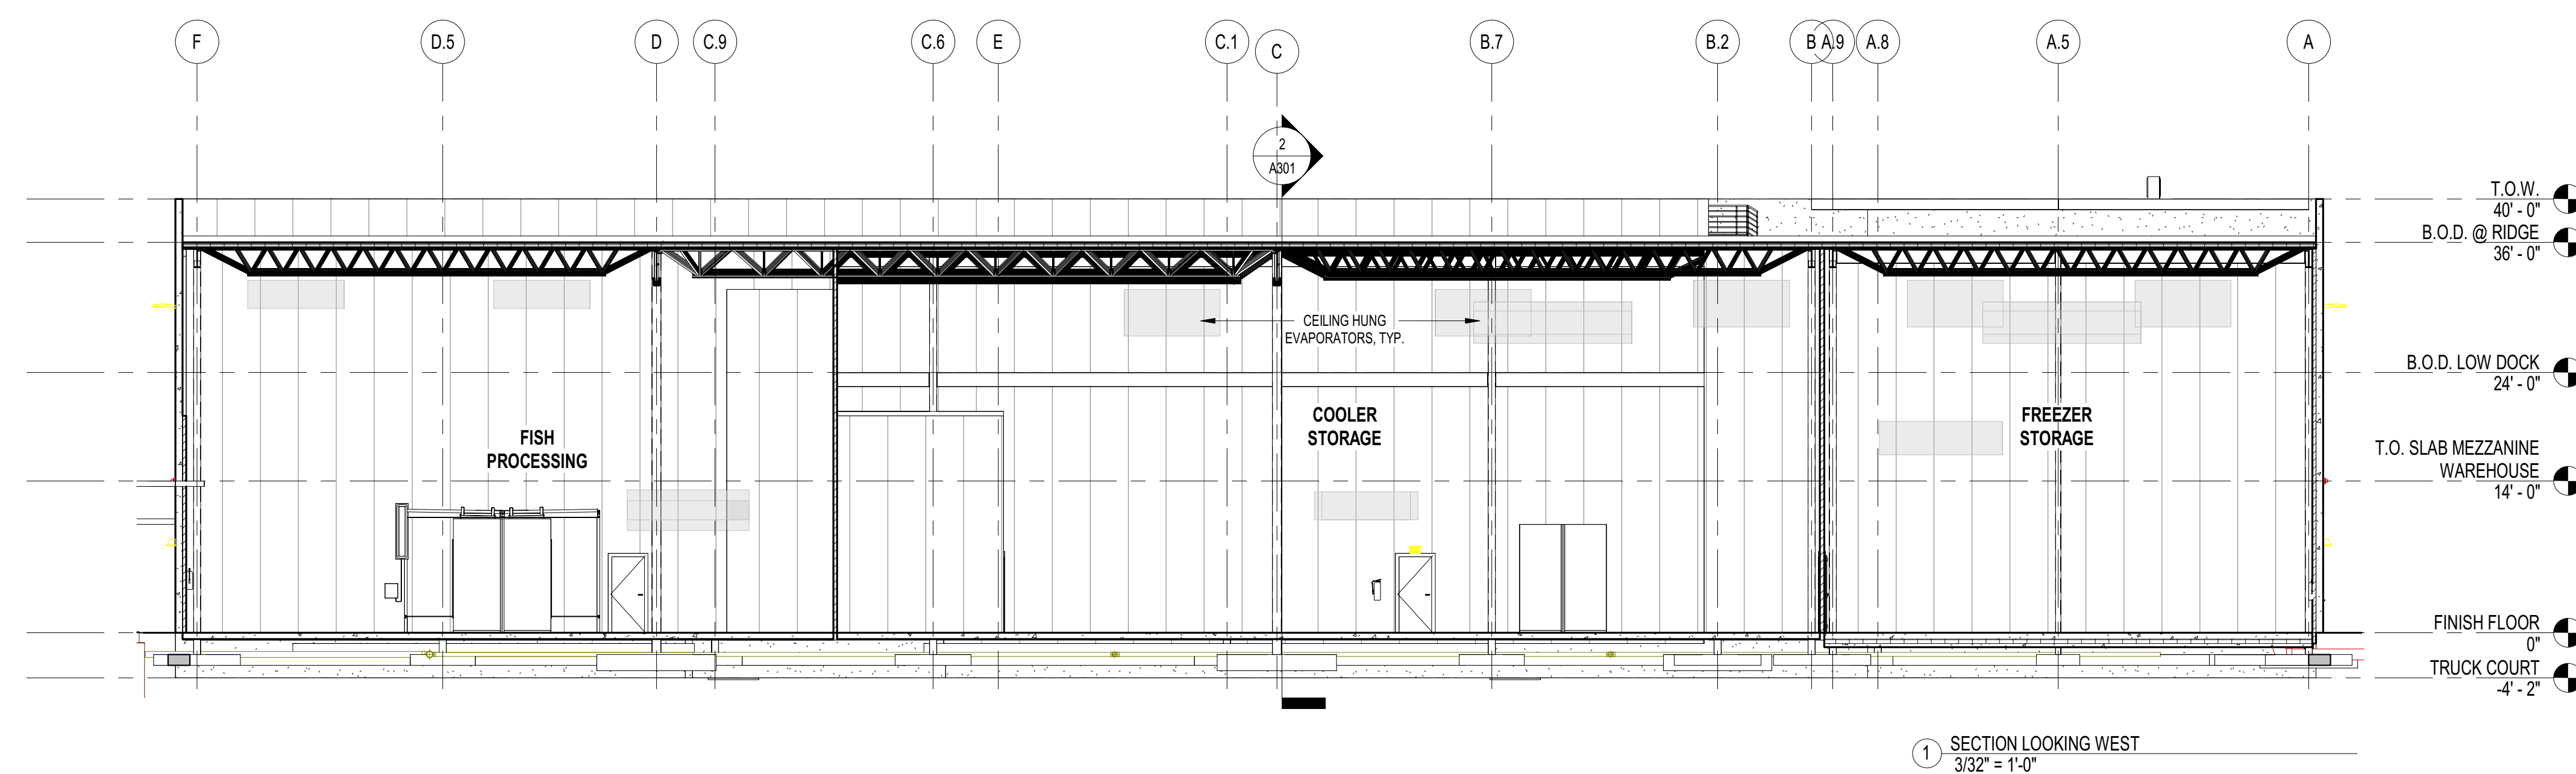 F
D.5
D
C.9
C.6
E
C.1
C
B.7
B.2
B
A.9
A.8
A.5
A
2
A301
T.O.W.
40' - 0"
B.O.D. @ RIDGE
36' - 0"
CEILING HUNG
EVAPORATORS, TYP.
B.O.D. LOW DOCK
24' - 0"
FISH
PROCESSING
COOLER
STORAGE
FREEZER
STORAGE
T.O. SLAB MEZZANINE
WAREHOUSE
14' - 0"
FINISH FLOOR
0"
TRUCK COURT
-4' - 2"
1
SECTION LOOKING WEST
3/32" = 1'-0"